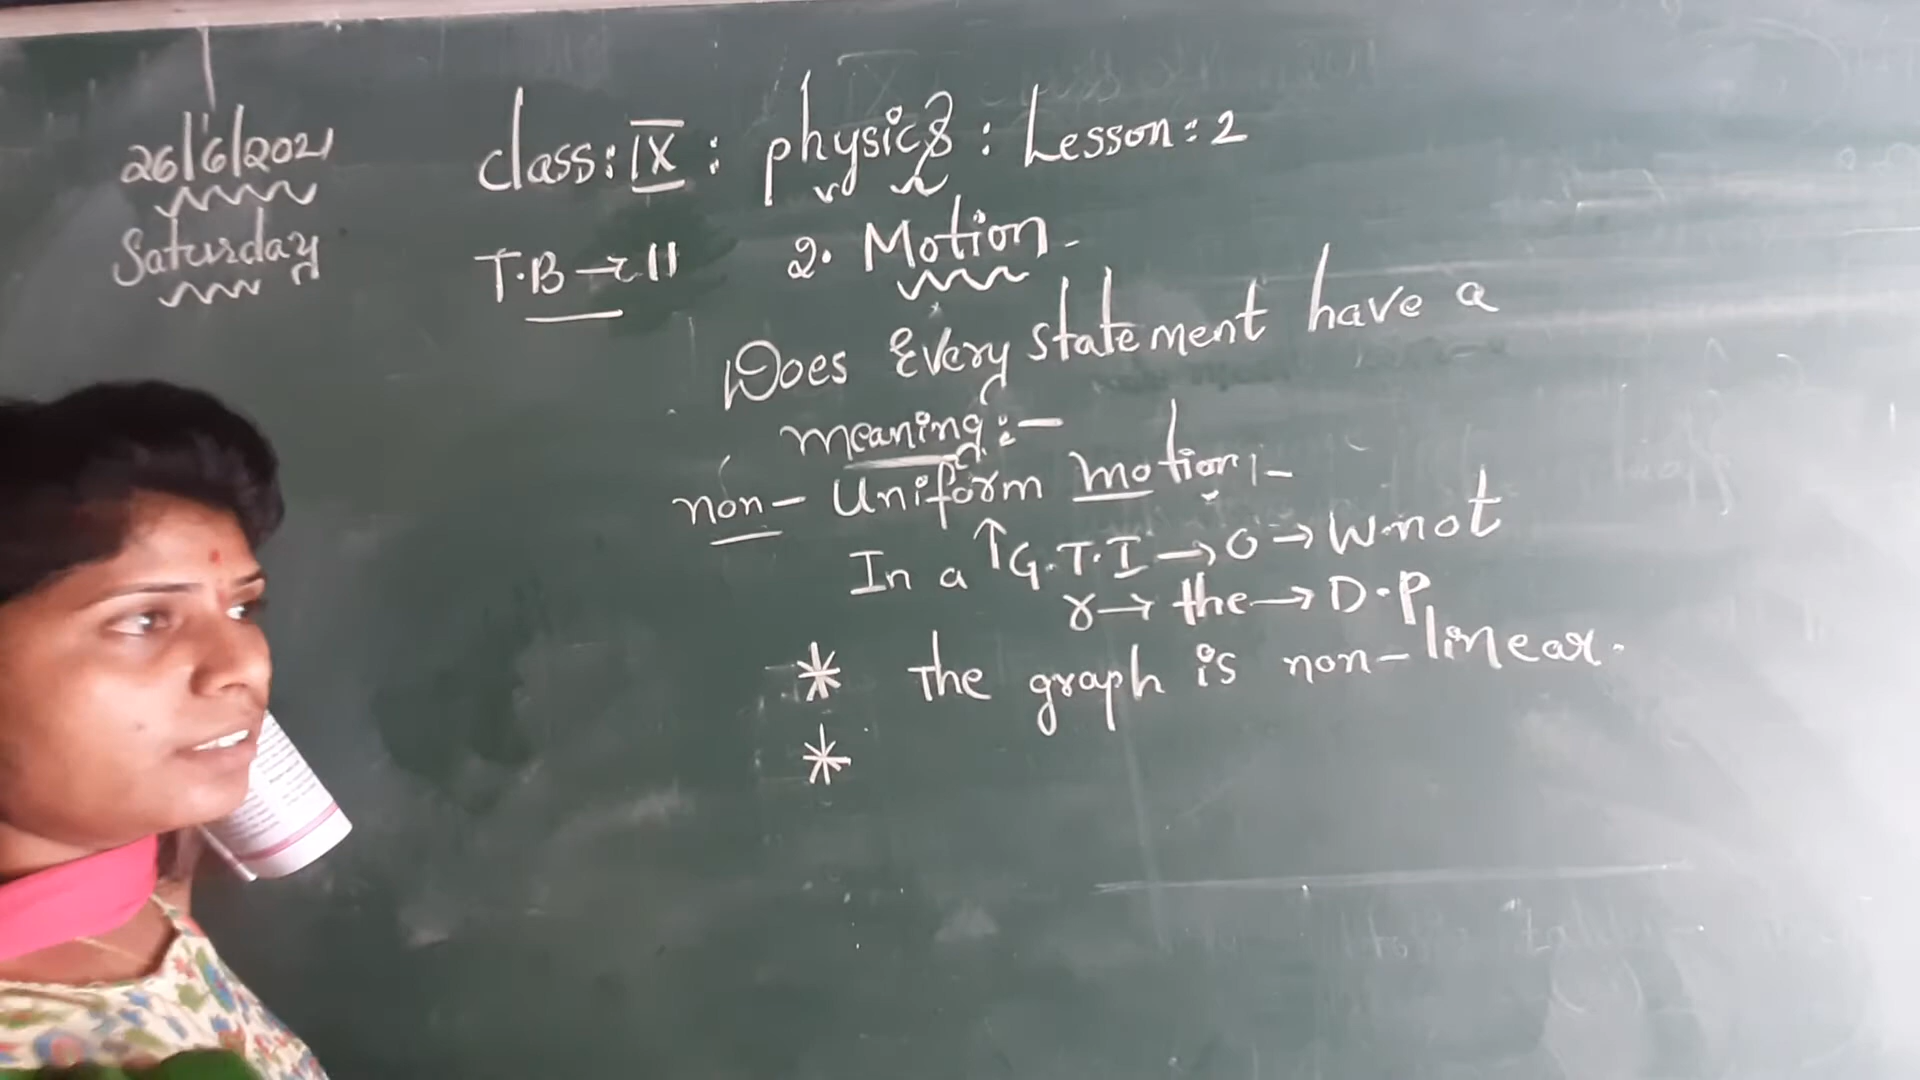 26/6/2021
Saturday
class: IX : physics : Lesson: 2
T.B → 11
2. Motion -
Does Every statement have a
meaning:-
non- Uniform motion:-
In a ↑ G.T.I → O → W.not
r → the → D.P
* the graph is non-linear.
*